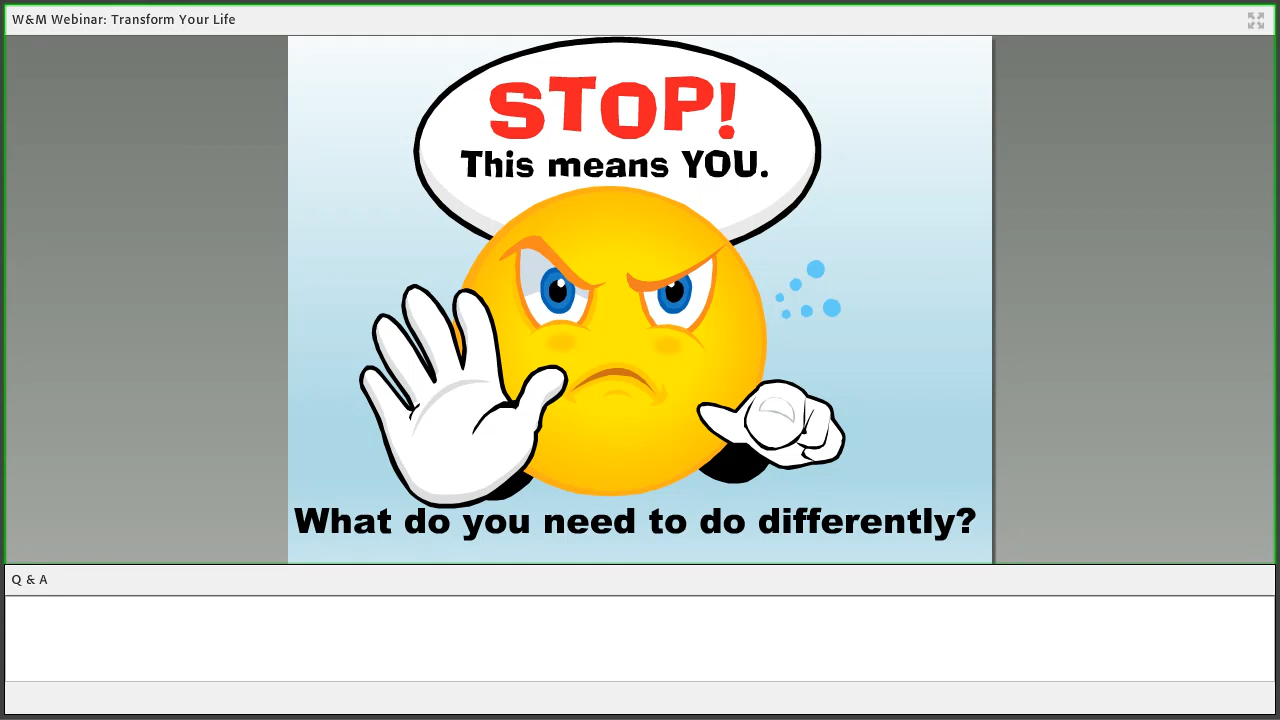 W&M Webinar: Transform Your Life
STOP!
This means YOU.
What do you need to do differently?
Q & A